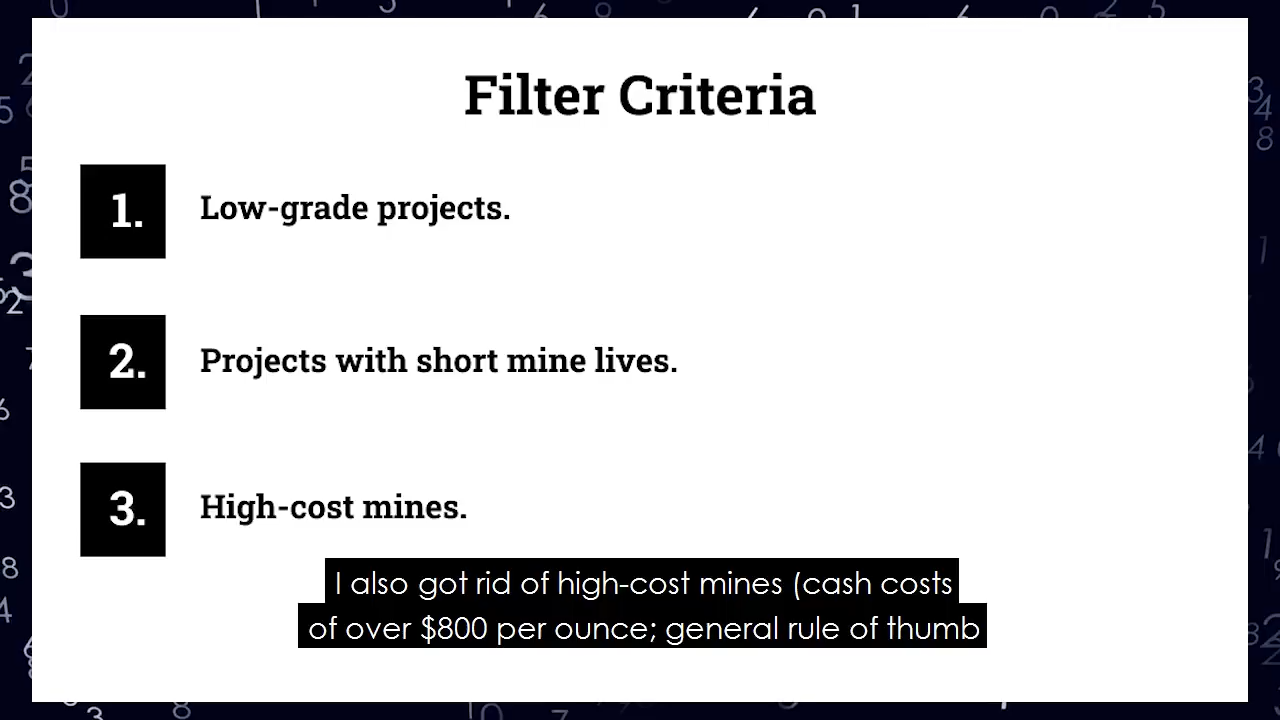 Filter Criteria
1. Low-grade projects.
2. Projects with short mine lives.
3. High-cost mines.
I also got rid of high-cost mines (cash costs
of over $800 per ounce; general rule of thumb